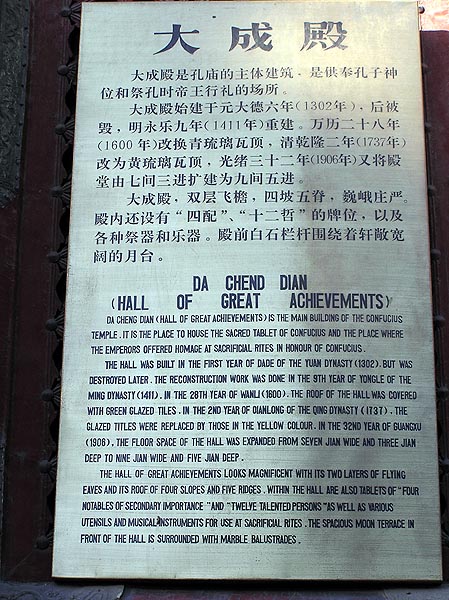 大成殿
大成殿是孔庙的主体建筑，是供奉孔子神
位和祭孔时帝王行礼的场所。
大成殿始建于元大德六年(1302年)，后被
毁，明永乐九年(1411年)重建。万历二十八年
(1600年)改换青琉璃瓦顶，清乾隆二年(1737年)
改为黄琉璃瓦顶，光绪三十二年(1906年)又将殿
堂由七间三进扩建为九间五进。
大成殿，双层飞檐，四坡五脊，巍峨庄严。
殿内还设有“四配”、“十二哲”的牌位，以及
各种祭器和乐器。殿前白石栏杆围绕着轩敞宽
阔的月台。
DA CHEND DIAN
(HALL OF GREAT ACHIEVEMENTS)
DA CHENG DIAN (HALL OF GREAT ACHIEVEMENTS) IS THE MAIN BUILDING OF THE CONFUCIUS
TEMPLE. IT IS THE PLACE TO HOUSE THE SACRED TABLET OF CONFUCIUS AND THE PLACE WHERE
THE EMPERORS OFFERED HOMAGE AT SACRIFICIAL RITES IN HONOUR OF CONFUCIUS.
THE HALL WAS BUILT IN THE FIRST YEAR OF DADE OF THE YUAN DYNASTY (1302). BUT WAS
DESTROYED LATER. THE RECONSTRUCTION WORK WAS DONE IN THE 9TH YEAR OF YONGLE OF THE
MING DYNASTY (1411). IN THE 28TH YEAR OF WANLI (1600). THE ROOF OF THE HALL WAS COVERED
WITH GREEN GLAZED TILES. IN THE 2ND YEAR OF QIANLONG OF THE QING DYNASTY (1737). THE
GLAZED TITLES WERE REPLACED BY THOSE IN THE YELLOW COLOUR. IN THE 32ND YEAR OF GUANGXU
(1906). THE FLOOR SPACE OF THE HALL WAS EXPANDED FROM SEVEN JIAN WIDE AND THREE JIAN
DEEP TO NINE JIAN WIDE AND FIVE JIAN DEEP.
THE HALL OF GREAT ACHIEVEMENTS LOOKS MAGNIFICENT WITH ITS TWO LAYERS OF FLYING
EAVES AND ITS ROOF OF FOUR SLOPES AND FIVE RIDGES. WITHIN THE HALL ARE ALSO TABLETS OF "FOUR
NOTABLES OF SECONDARY IMPORTANCE" AND "TWELVE TALENTED PERSONS" AS WELL AS VARIOUS
UTENSILS AND MUSICAL INSTRUMENTS FOR USE AT SACRIFICIAL RITES. THE SPACIOUS MOON TERRACE IN
FRONT OF THE HALL IS SURROUNDED WITH MARBLE BALUSTRADES.